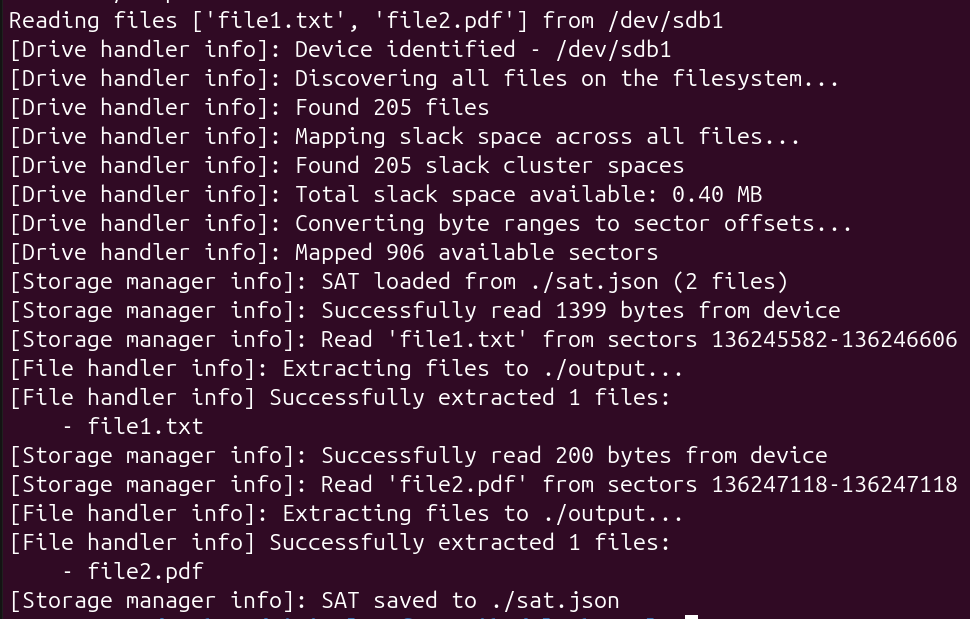 Reading files ['file1.txt', 'file2.pdf'] from /dev/sdb1
[Drive handler info]: Device identified - /dev/sdb1
[Drive handler info]: Discovering all files on the filesystem...
[Drive handler info]: Found 205 files
[Drive handler info]: Mapping slack space across all files...
[Drive handler info]: Found 205 slack cluster spaces
[Drive handler info]: Total slack space available: 0.40 MB
[Drive handler info]: Converting byte ranges to sector offsets...
[Drive handler info]: Mapped 906 available sectors
[Storage manager info]: SAT loaded from ./sat.json (2 files)
[Storage manager info]: Successfully read 1399 bytes from device
[Storage manager info]: Read 'file1.txt' from sectors 136245582-136246606
[File handler info]: Extracting files to ./output...
[File handler info] Successfully extracted 1 files:
    - file1.txt
[Storage manager info]: Successfully read 200 bytes from device
[Storage manager info]: Read 'file2.pdf' from sectors 136247118-136247118
[File handler info]: Extracting files to ./output...
[File handler info] Successfully extracted 1 files:
    - file2.pdf
[Storage manager info]: SAT saved to ./sat.json